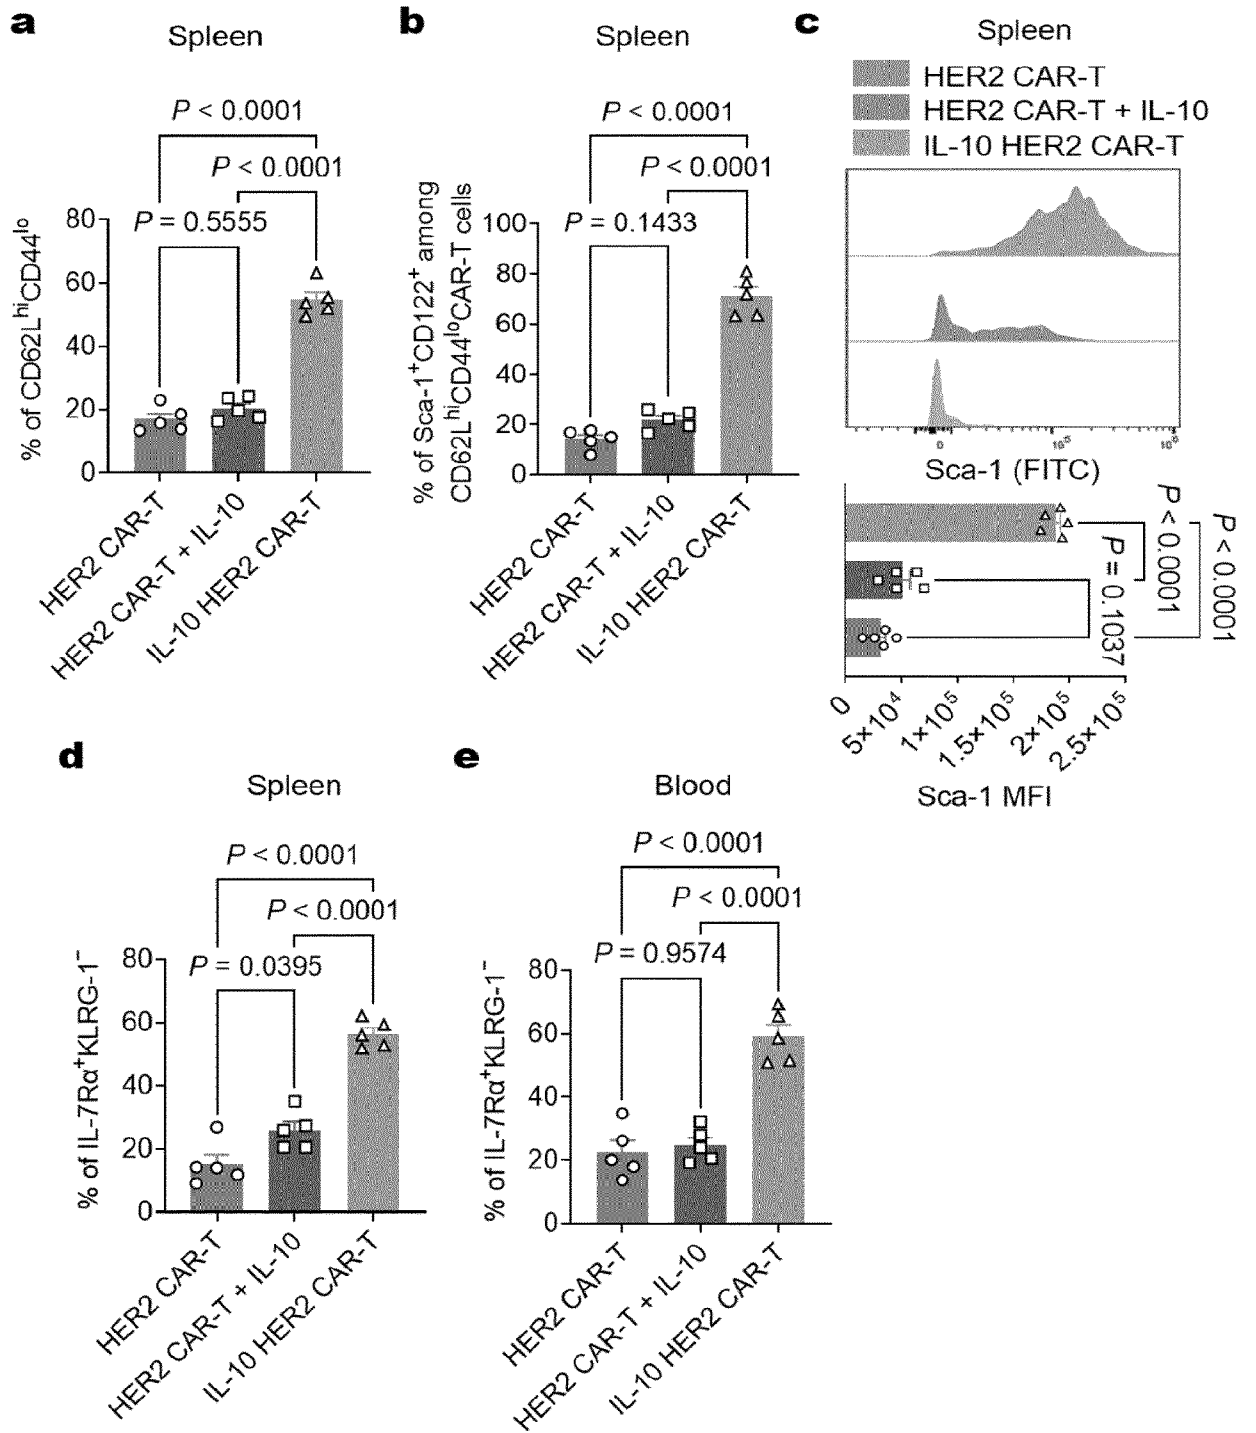 a
Spleen
P < 0.0001
P < 0.0001
P = 0.5555
80
60
40
20
0
% of CD62LhiCD44lo
HER2 CAR-T
HER2 CAR-T + IL-10
IL-10 HER2 CAR-T
b
Spleen
P < 0.0001
P < 0.0001
P = 0.1433
100
80
60
40
20
0
% of Sca-1+CD122+ among
CD62LhiCD44loCAR-T cells
HER2 CAR-T
HER2 CAR-T + IL-10
IL-10 HER2 CAR-T
c
Spleen
HER2 CAR-T
HER2 CAR-T + IL-10
IL-10 HER2 CAR-T
0
Sca-1 (FITC)
P < 0.0001
P < 0.0001
P = 0.1037
0
5×10⁴
1×10⁵
1.5×10⁵
2×10⁵
2.5×10⁵
Sca-1 MFI
d
Spleen
P < 0.0001
P < 0.0001
P = 0.0395
80
60
40
20
0
% of IL-7Rα+KLRG-1−
HER2 CAR-T
HER2 CAR-T + IL-10
IL-10 HER2 CAR-T
e
Blood
P < 0.0001
P < 0.0001
P = 0.9574
80
60
40
20
0
% of IL-7Rα+KLRG-1−
HER2 CAR-T
HER2 CAR-T + IL-10
IL-10 HER2 CAR-T